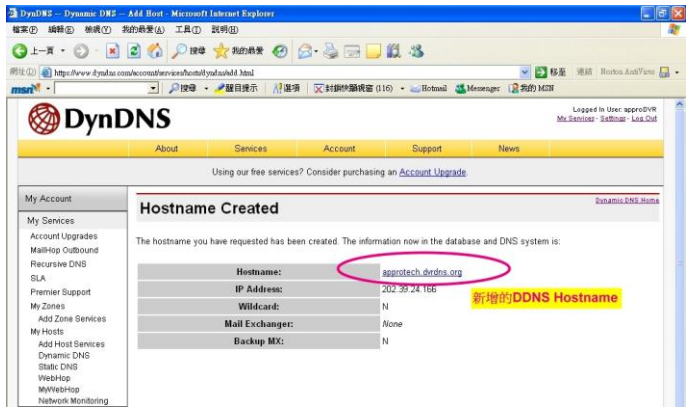 DynDNS -- Dynamic DNS -- Add Host - Microsoft Internet Explorer
檔案(F) 編輯(E) 檢視(V) 我的最愛(A) 工具(T) 說明(H)
上一頁 搜尋 我的最愛
網址(D) https://www.dyndns.com/account/services/hosts/dyndns/add.html 移至 連結 Norton AntiVirus
msn 搜尋 醒目提示 選項 封鎖快顯視窗 (116) Hotmail Messenger 我的 MSN
DynDNS
Logged In User: approDVR
My Services - Settings - Log Out
About Services Account Support News
Using our free services? Consider purchasing an Account Upgrade.
My Account
My Services
Account Upgrades
MailHop Outbound
Recursive DNS
SLA
Premier Support
My Zones
Add Zone Services
My Hosts
Add Host Services
Dynamic DNS
Static DNS
WebHop
MyWebHop
Network Monitoring
Dynamic DNS Home
Hostname Created
The hostname you have requested has been created. The information now in the database and DNS system is:
Hostname: approtech.dvrdns.org
IP Address: 202.39.24.166
Wildcard: N
Mail Exchanger: None
Backup MX: N
新增的DDNS Hostname